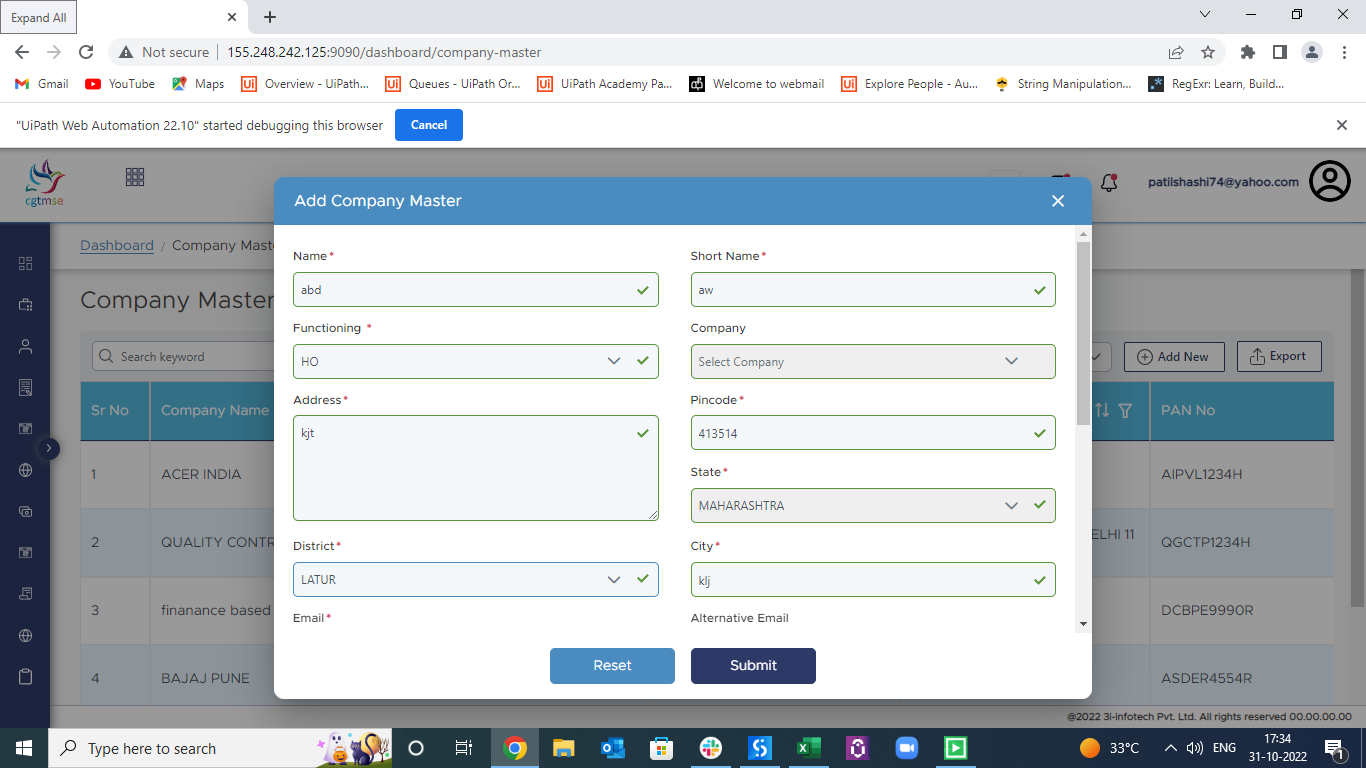 Expand All
Not secure
155.248.242.125:9090/dashboard/company-master
Gmail
YouTube
Maps
Overview - UiPath...
Queues - UiPath Or...
UiPath Academy Pa...
Welcome to webmail
Explore People - Au...
String Manipulation...
RegExr: Learn, Build...
"UiPath Web Automation 22.10" started debugging this browser
Cancel
cgtmse
patilshashi74@yahoo.com
Add Company Master
Dashboard / Company Mast
Company Master
Search keyword
Add New
Export
Sr No
Company Name
PAN No
1
ACER INDIA
AIPVL1234H
2
QUALITY CONTR
ELHI 11
QGCTP1234H
3
finanance based
DCBPE9990R
4
BAJAJ PUNE
ASDER4554R
Name*
abd
Short Name*
aw
Functioning *
HO
Company
Select Company
Address*
kjt
Pincode*
413514
State*
MAHARASHTRA
District*
LATUR
City*
klj
Email*
Alternative Email
Reset
Submit
@2022 3i-infotech Pvt. Ltd. All rights reserved 00.00.00.00
Type here to search
33°C
ENG
17:34
31-10-2022
1